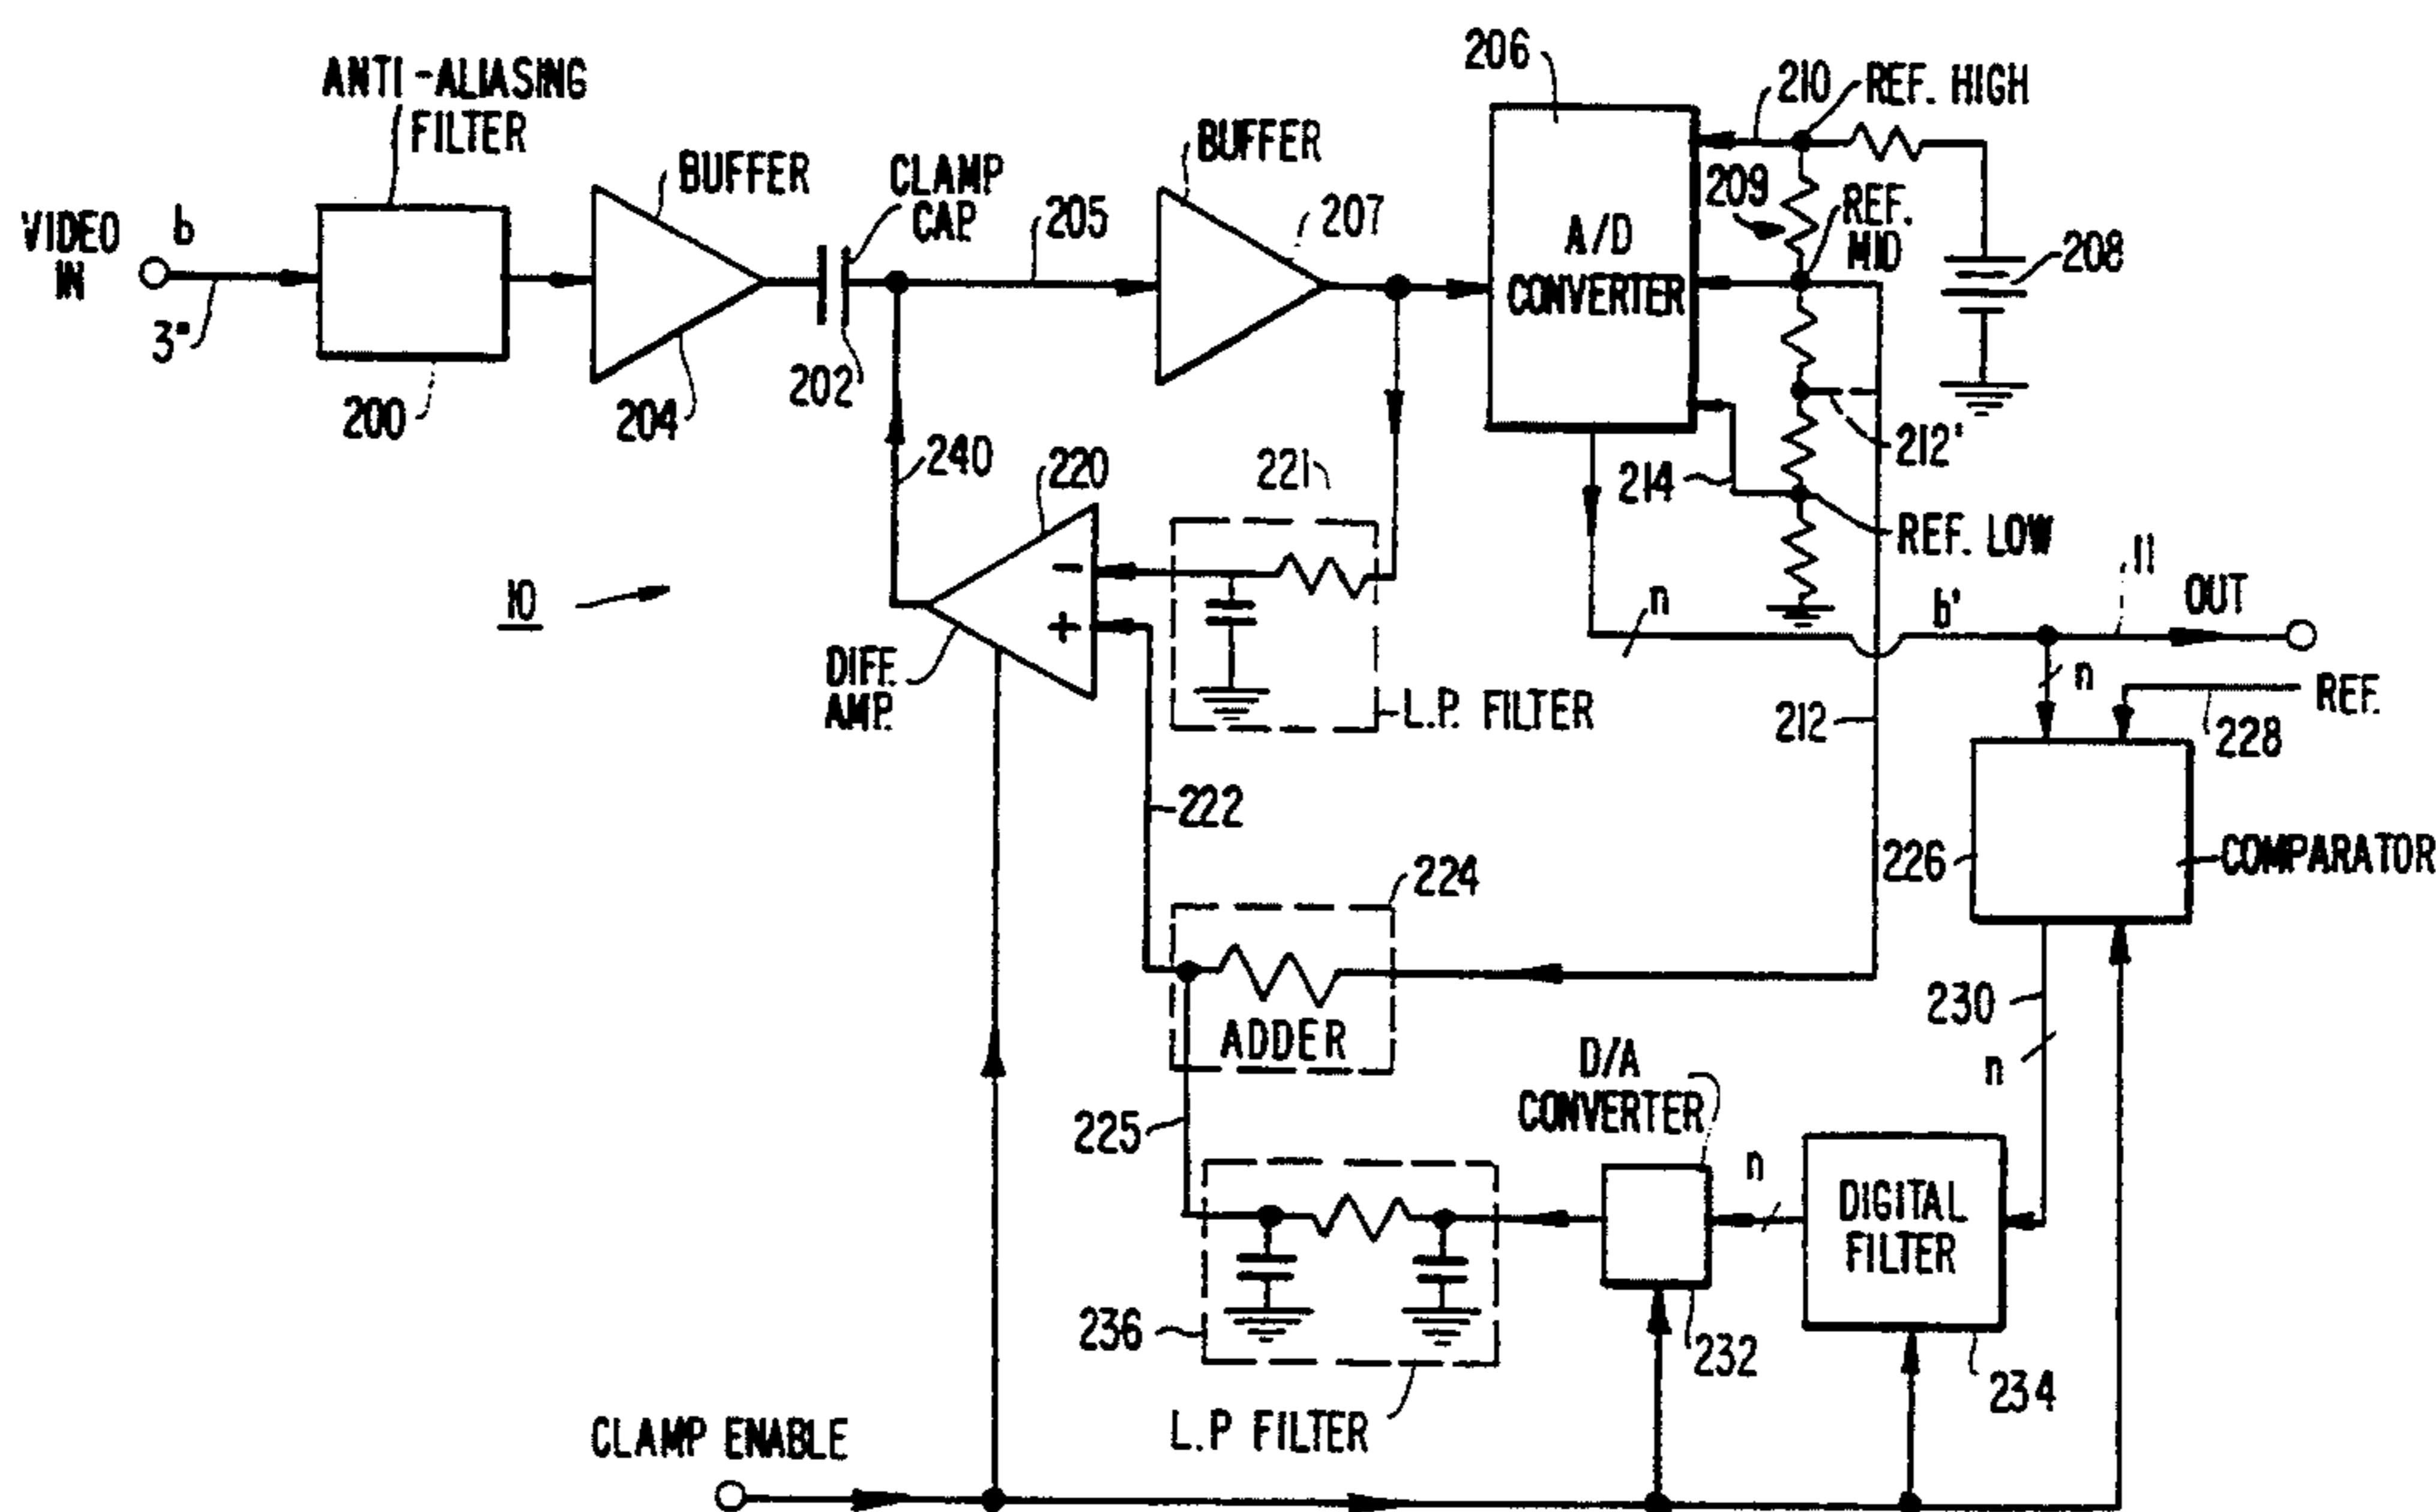 206
210
REF. HIGH
ANTI-ALIASING
FILTER
BUFFER
CLAMP
CAP
BUFFER
209
REF.
MID
VIDEO
IN
b
205
207
A/D
CONVERTER
208
3"
200
204
202
240
220
221
214
212'
REF. LOW
10
n
b'
11
OUT
DIFF.
AMP.
-
+
L.P. FILTER
212
n
REF.
228
222
226
COMPARATOR
224
ADDER
230
n
D/A
CONVERTER
225
n
DIGITAL
FILTER
236
232
234
L.P FILTER
CLAMP ENABLE